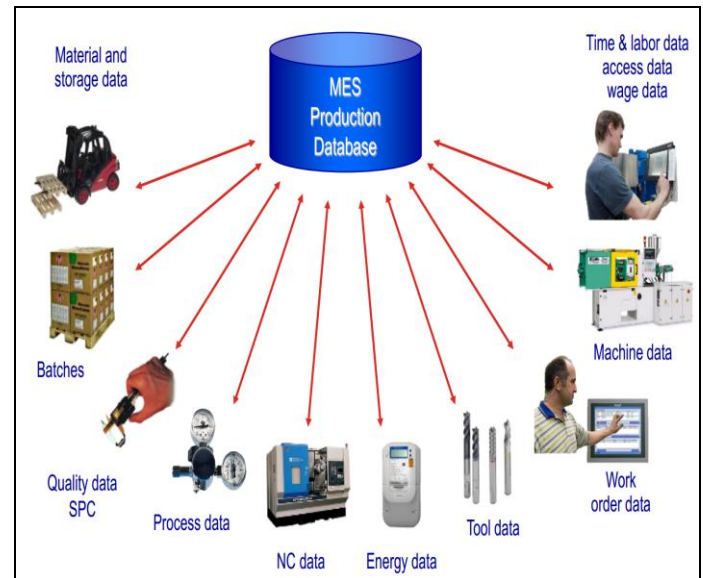 Material and
storage data
MES
Production
Database
Time & labor data
access data
wage data
Batches
Machine data
Quality data
SPC
Process data
NC data
Energy data
Tool data
Work
order data